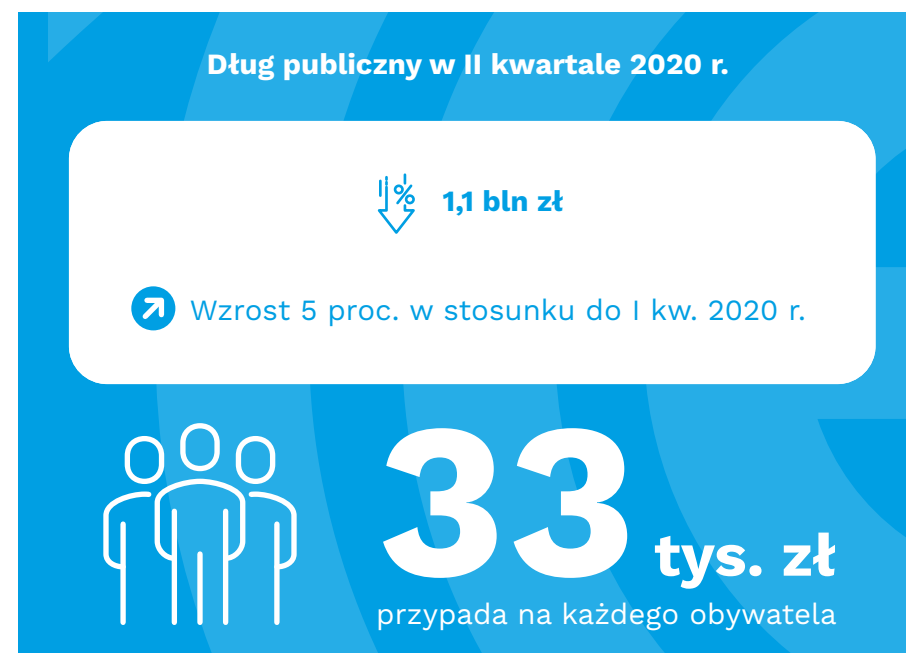 Dług publiczny w II kwartale 2020 r.
% 1,1 bln zł
Wzrost 5 proc. w stosunku do I kw. 2020 r.
33 tys. zł
przypada na każdego obywatela